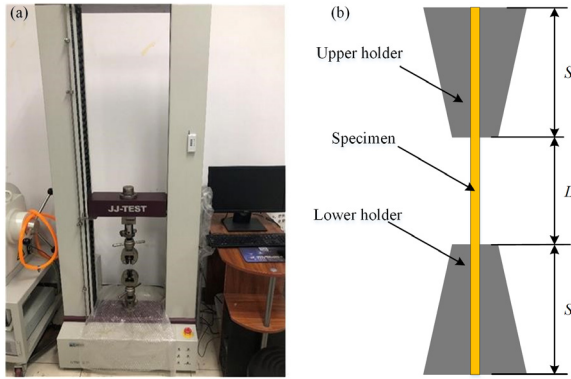 (a)
JJ-TEST
(b)
Upper holder
S
Specimen
L
Lower holder
S